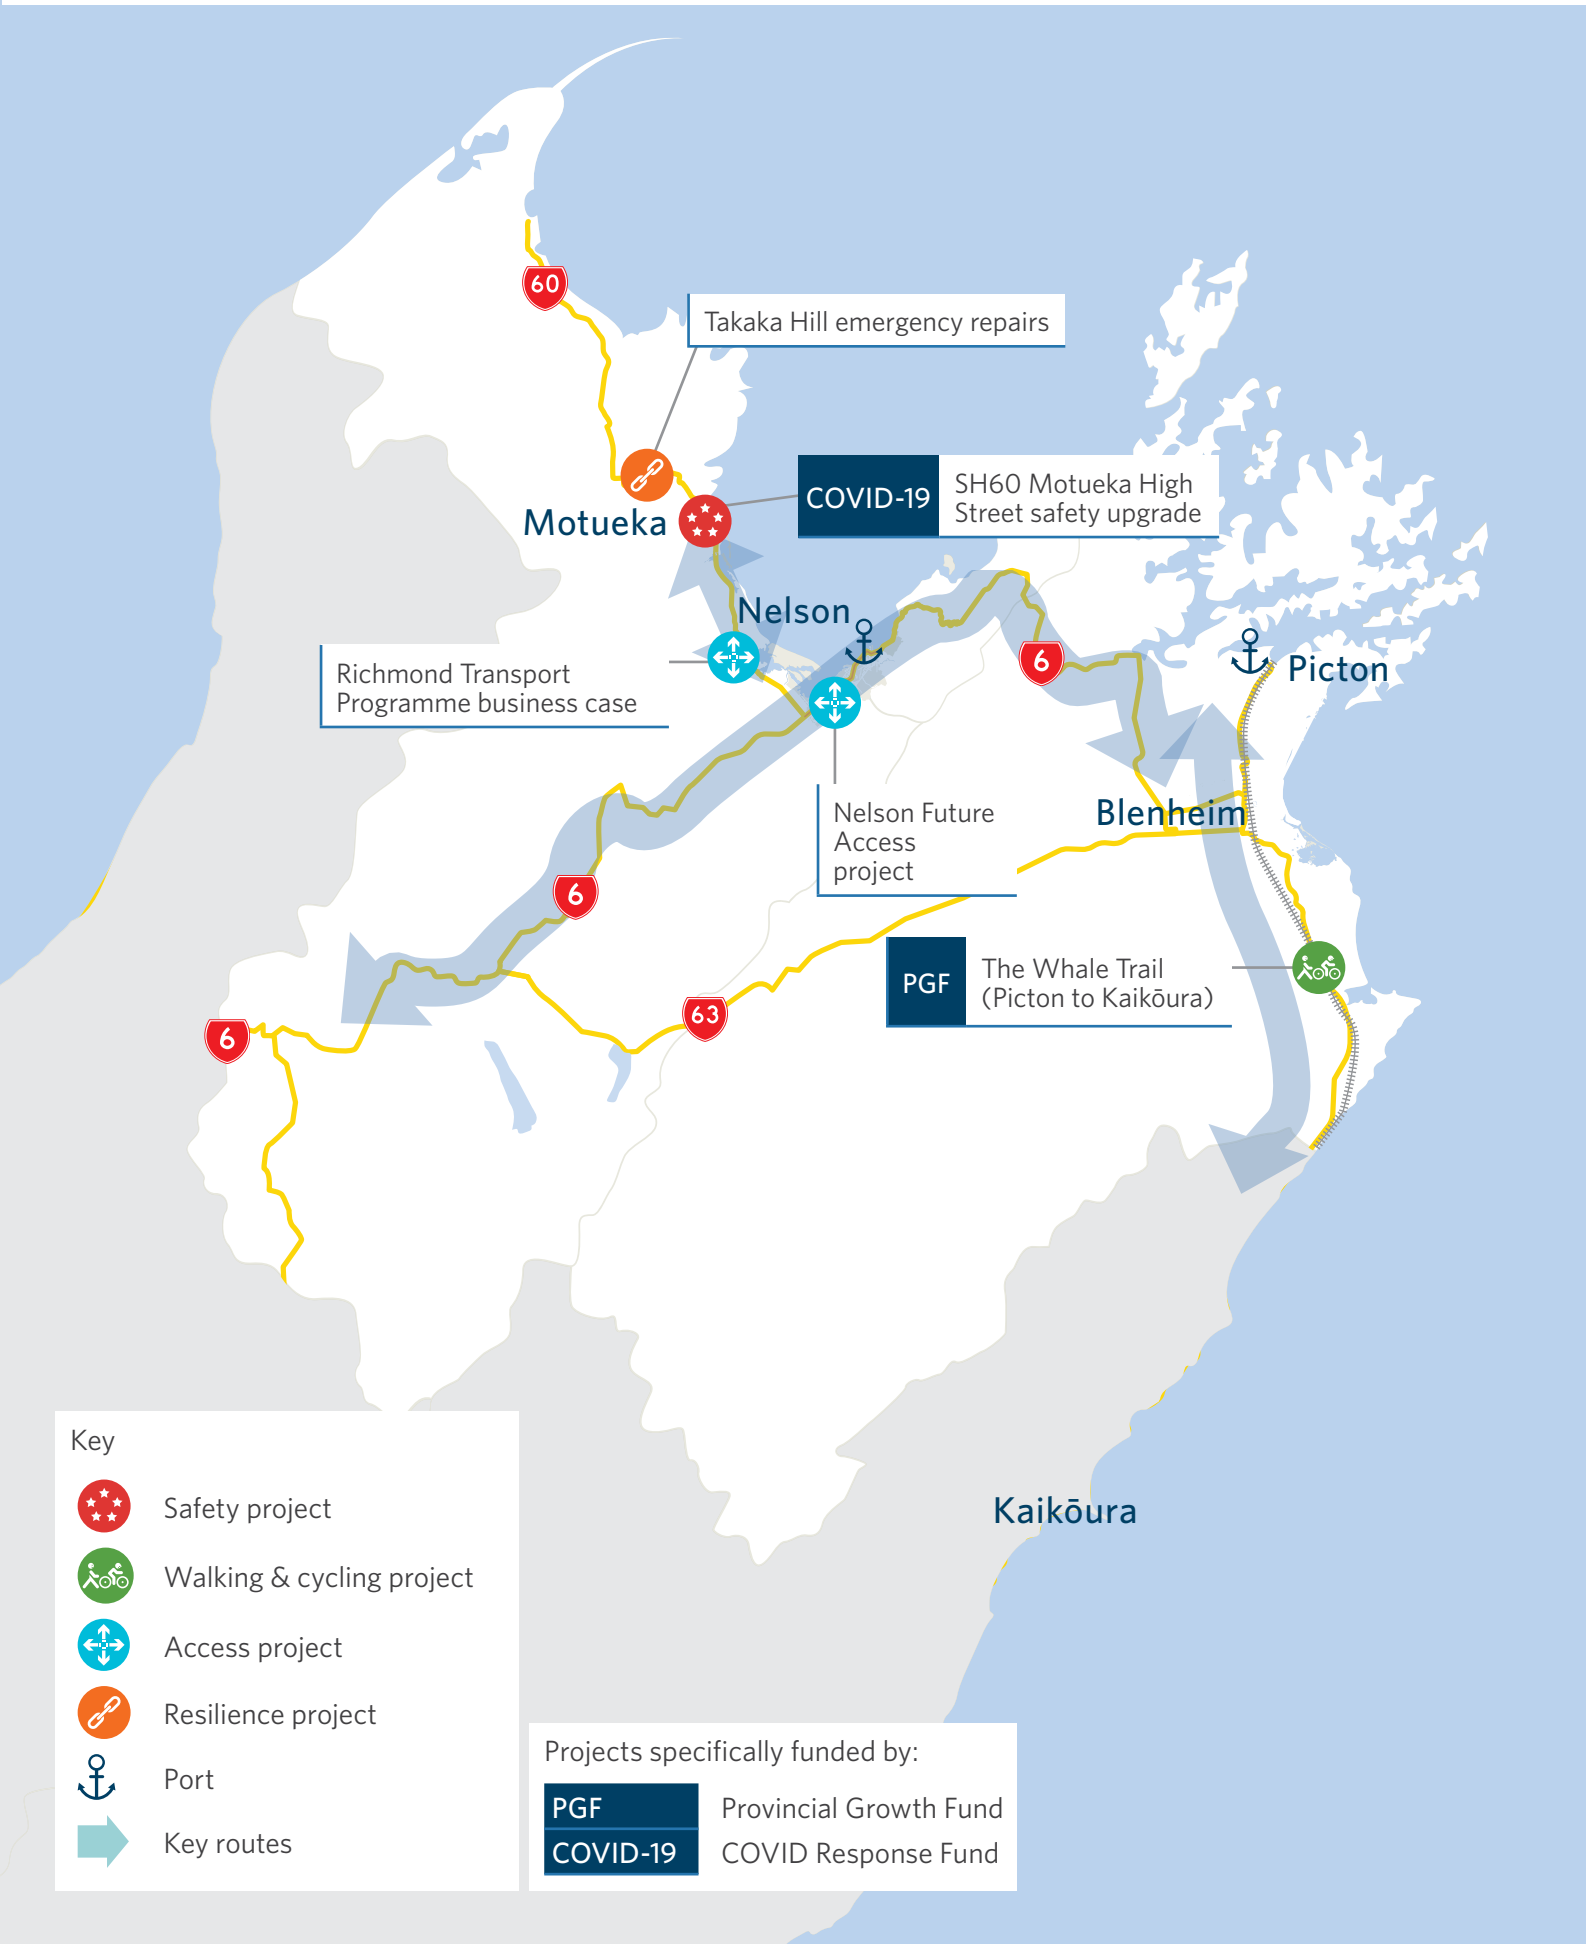 60
Takaka Hill emergency repairs
COVID-19
SH60 Motueka High
Street safety upgrade
Motueka
Nelson
6
Picton
Richmond Transport
Programme business case
Nelson Future
Access
project
Blenheim
6
PGF
The Whale Trail
(Picton to Kaikōura)
63
6
Kaikōura
Key
Safety project
Walking & cycling project
Access project
Resilience project
Port
Key routes
Projects specifically funded by:
PGF
Provincial Growth Fund
COVID-19
COVID Response Fund